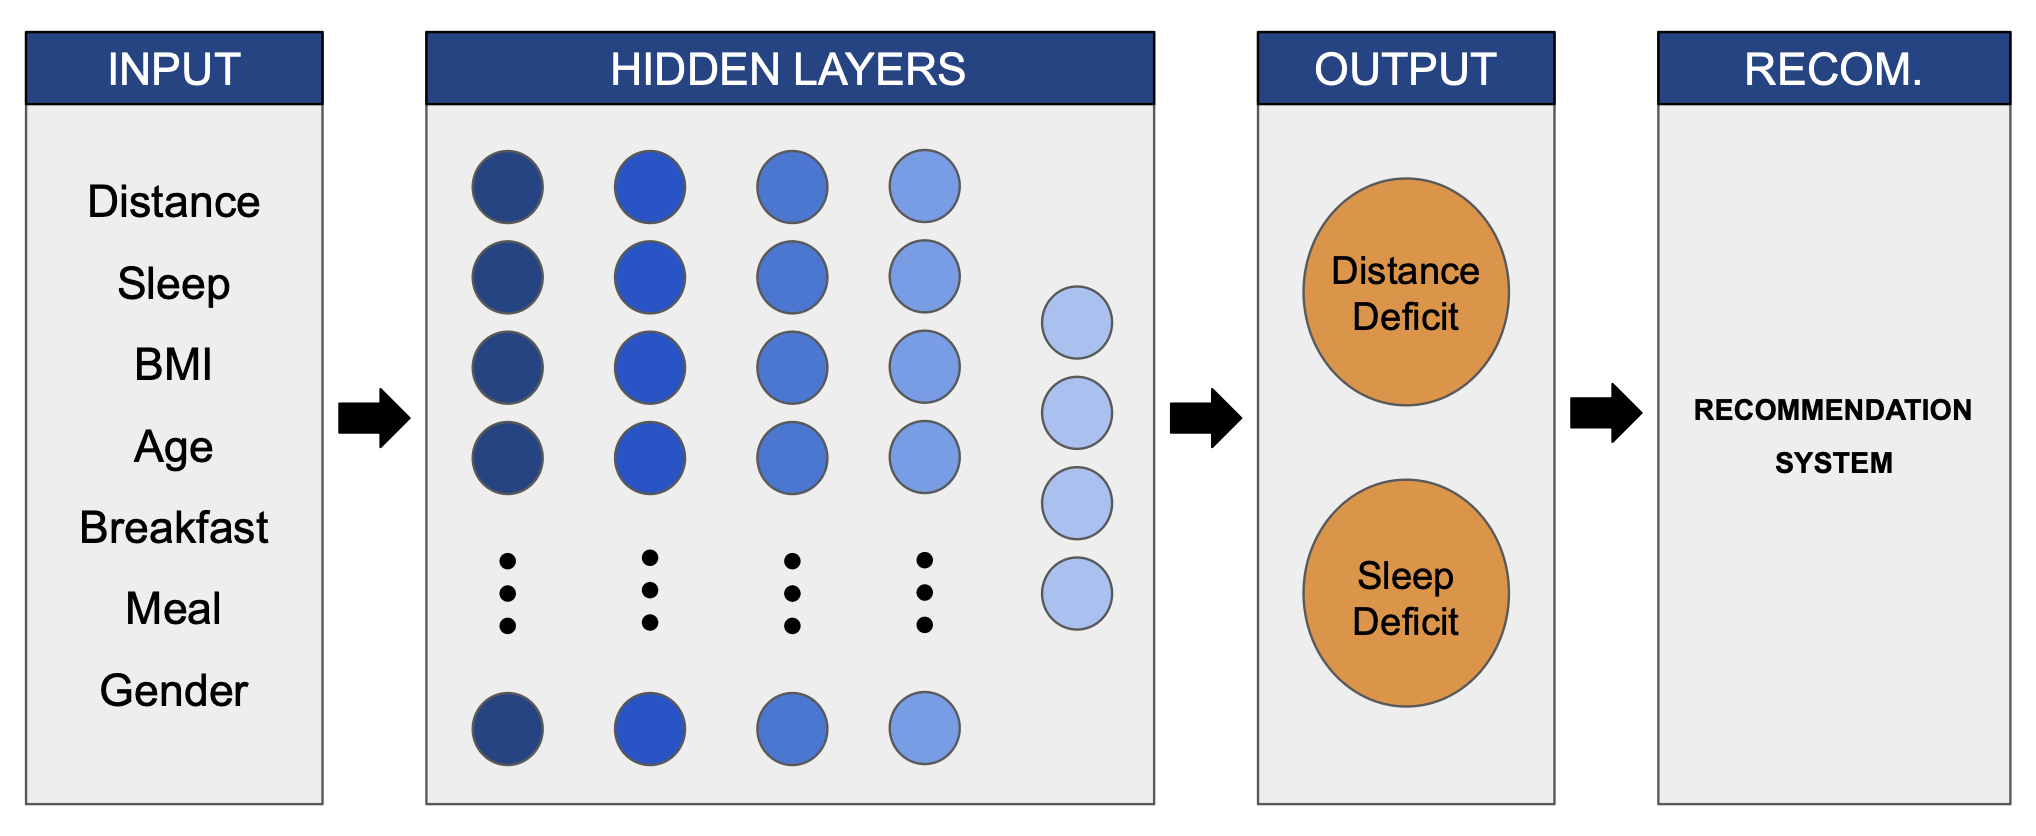 INPUT
Distance
Sleep
BMI
Age
Breakfast
Meal
Gender
HIDDEN LAYERS
OUTPUT
Distance
Deficit
Sleep
Deficit
RECOM.
RECOMMENDATION
SYSTEM